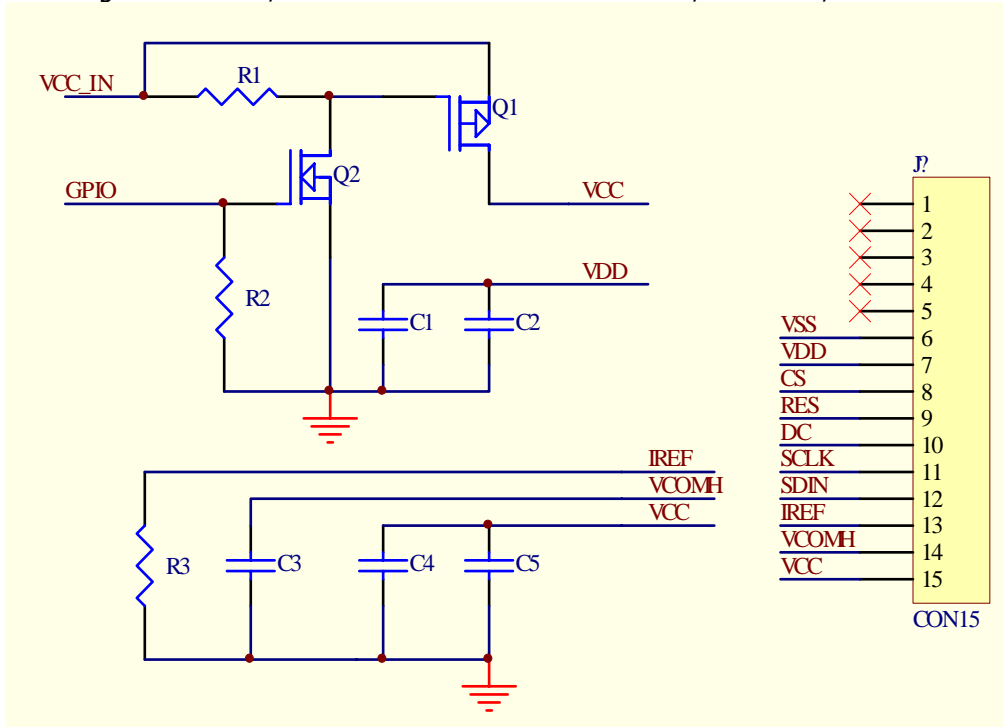 VCC_IN
R1
Q1
Q2
GPIO
VCC
R2
VDD
C1
C2
IREF
VCOMH
VCC
R3
C3
C4
C5
J?
1
2
3
4
5
VSS 6
VDD 7
CS 8
RES 9
DC 10
SCLK 11
SDIN 12
IREF 13
VCOMH 14
VCC 15
CON15